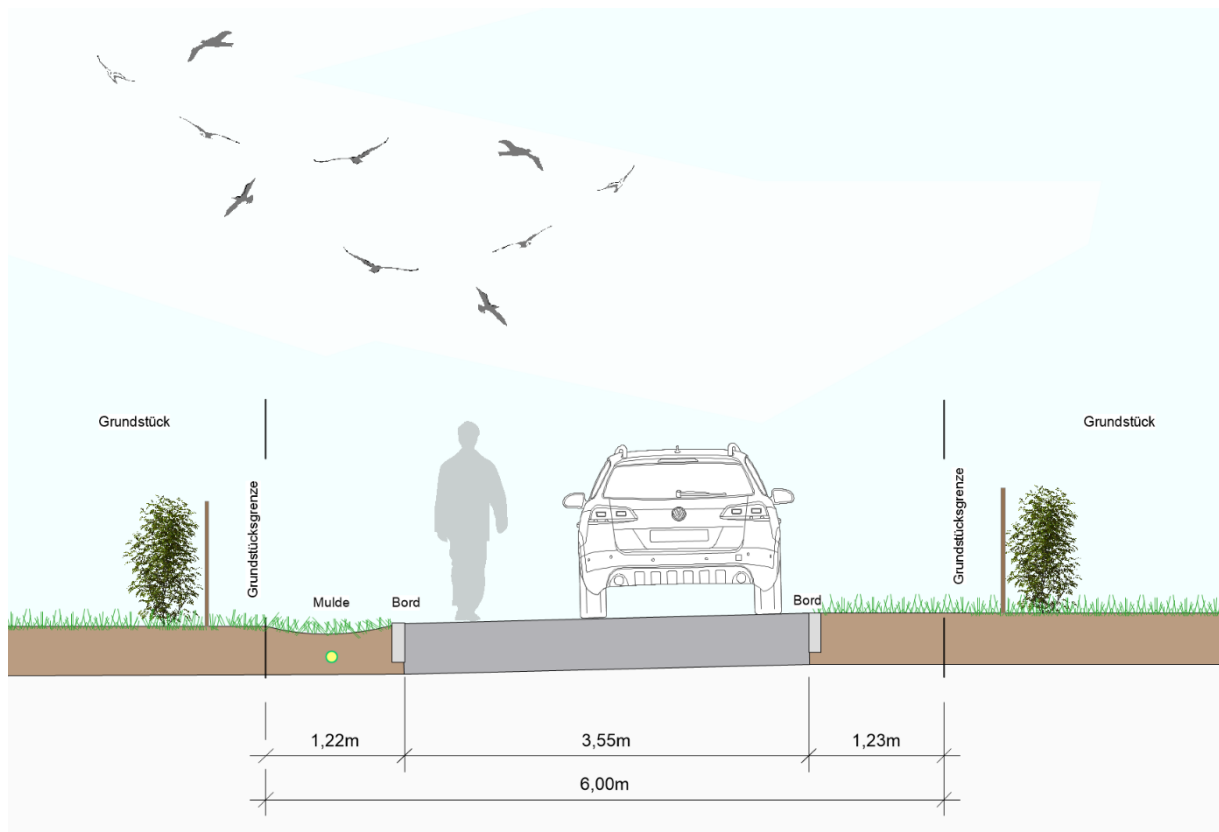 Grundstück
Grundstück
Grundstücksgrenze
Grundstücksgrenze
Mulde
Bord
Bord
1,22m
3,55m
1,23m
6,00m